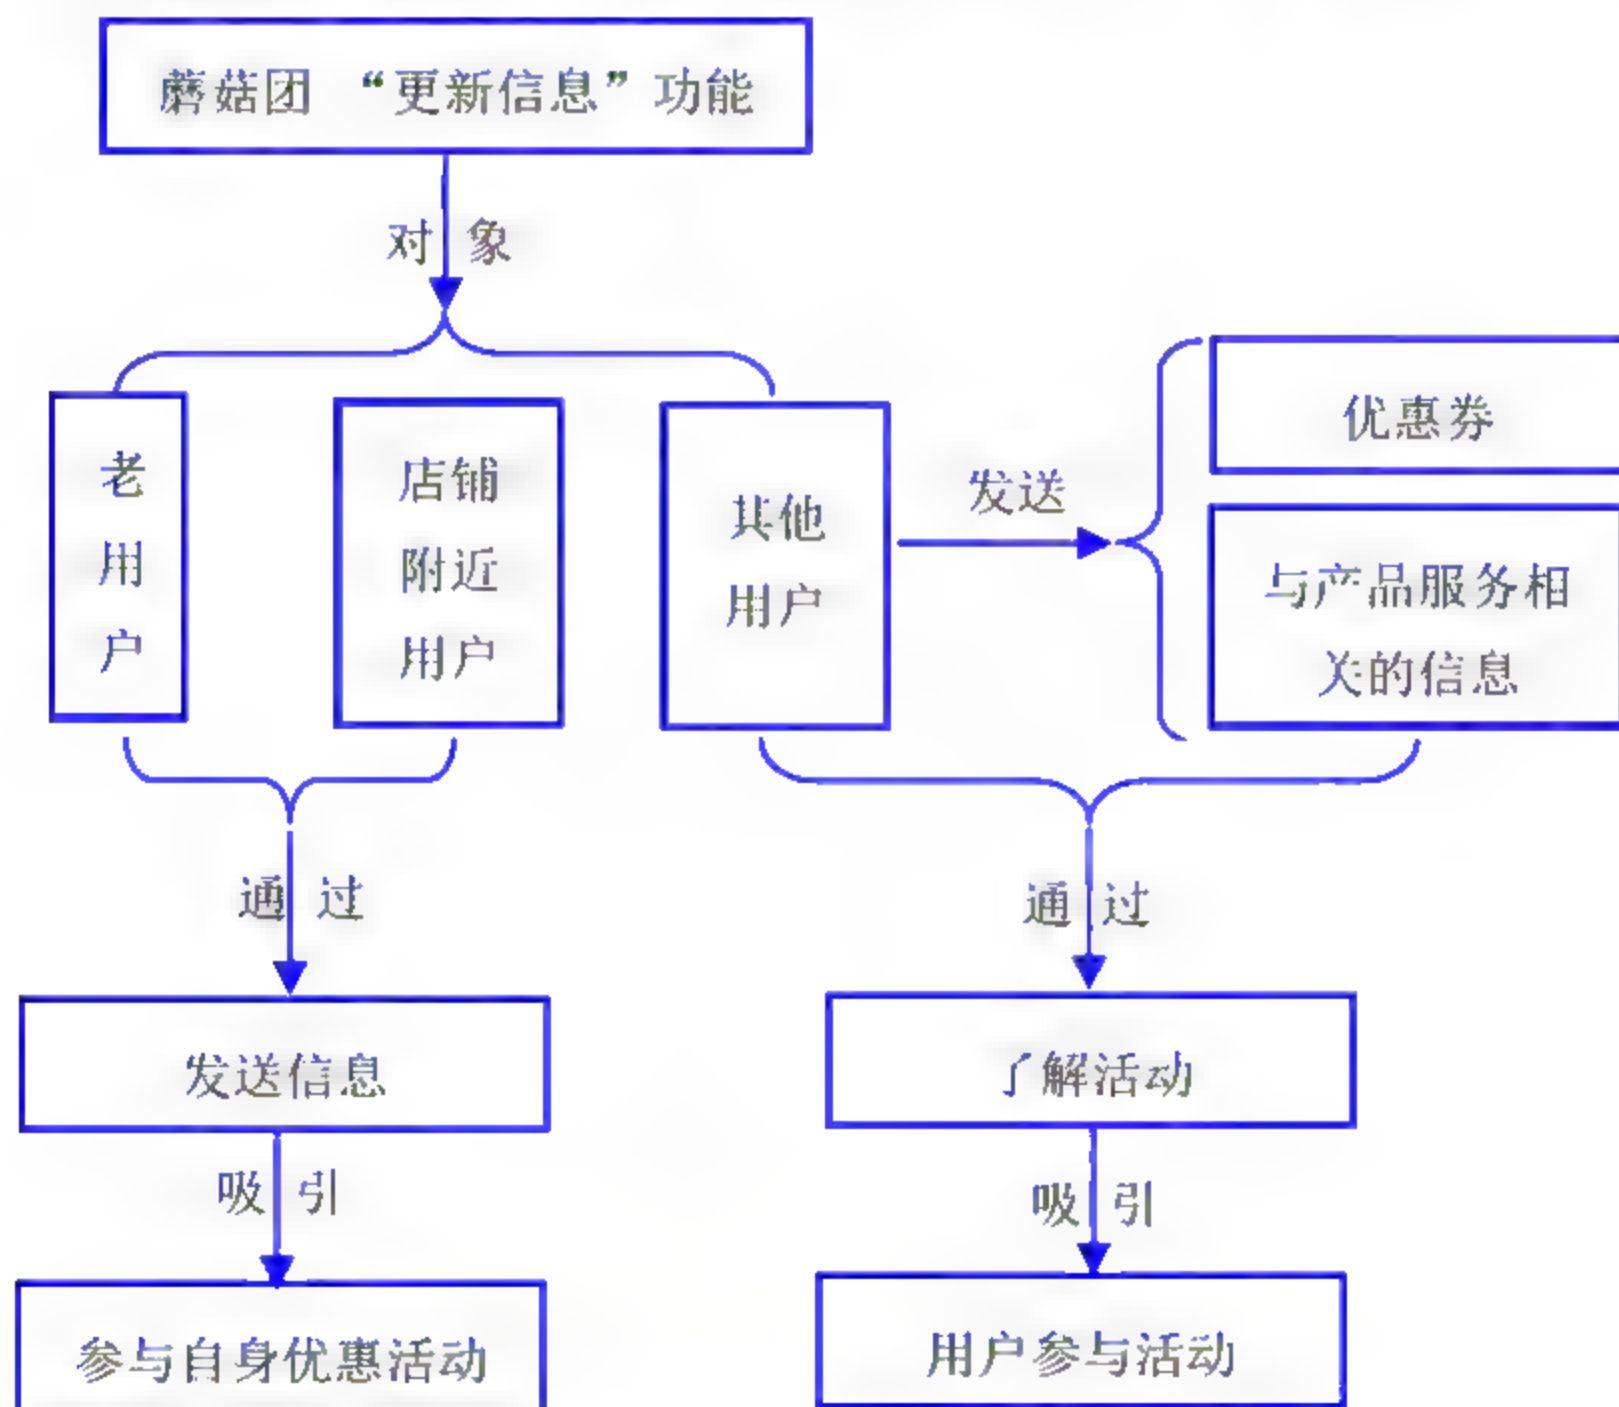 蘑菇团 “更新信息”功能
对 象
老
用
户
店铺
附近
用户
其他
用户
发送
优惠券
与产品服务相
关的信息
通 过
通 过
发送信息
了解活动
吸 引
吸 引
参与自身优惠活动
用户参与活动